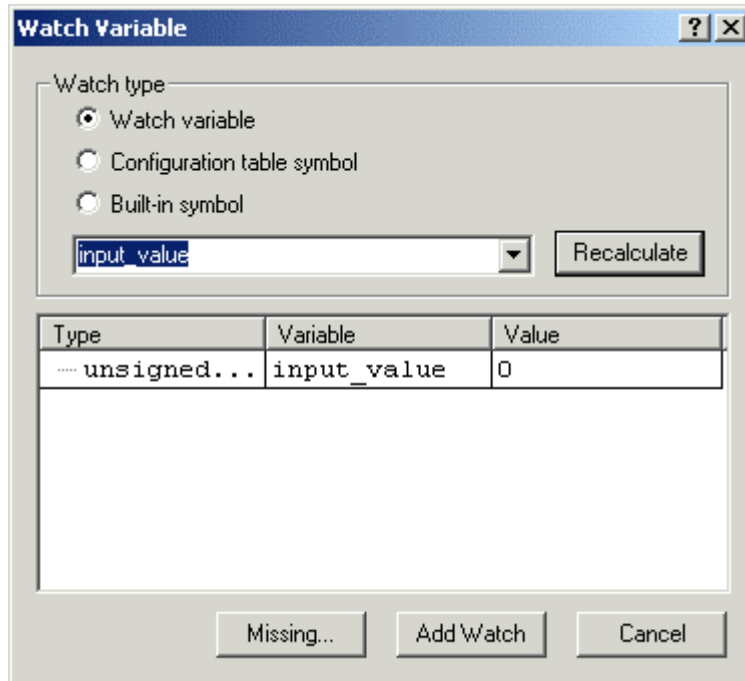 Watch Variable
Watch type
Watch variable
Configuration table symbol
Built-in symbol
input_value Recalculate
Type Variable Value
unsigned... input_value 0
Missing... Add Watch Cancel